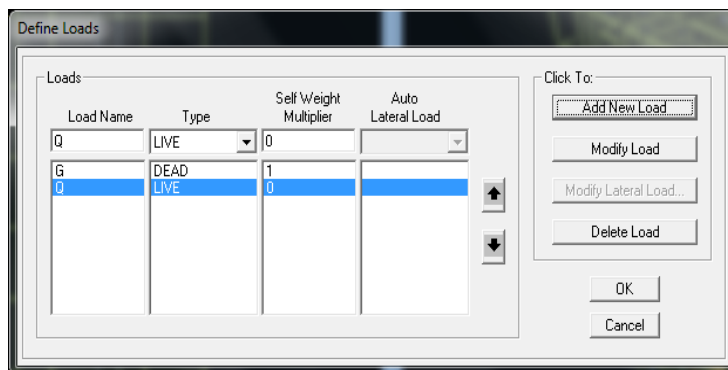 Define Loads
Loads
Load Name Type Self Weight Multiplier Auto Lateral Load
Q LIVE 0
G DEAD 1
Q LIVE 0
Click To:
Add New Load
Modify Load
Modify Lateral Load...
Delete Load
OK
Cancel